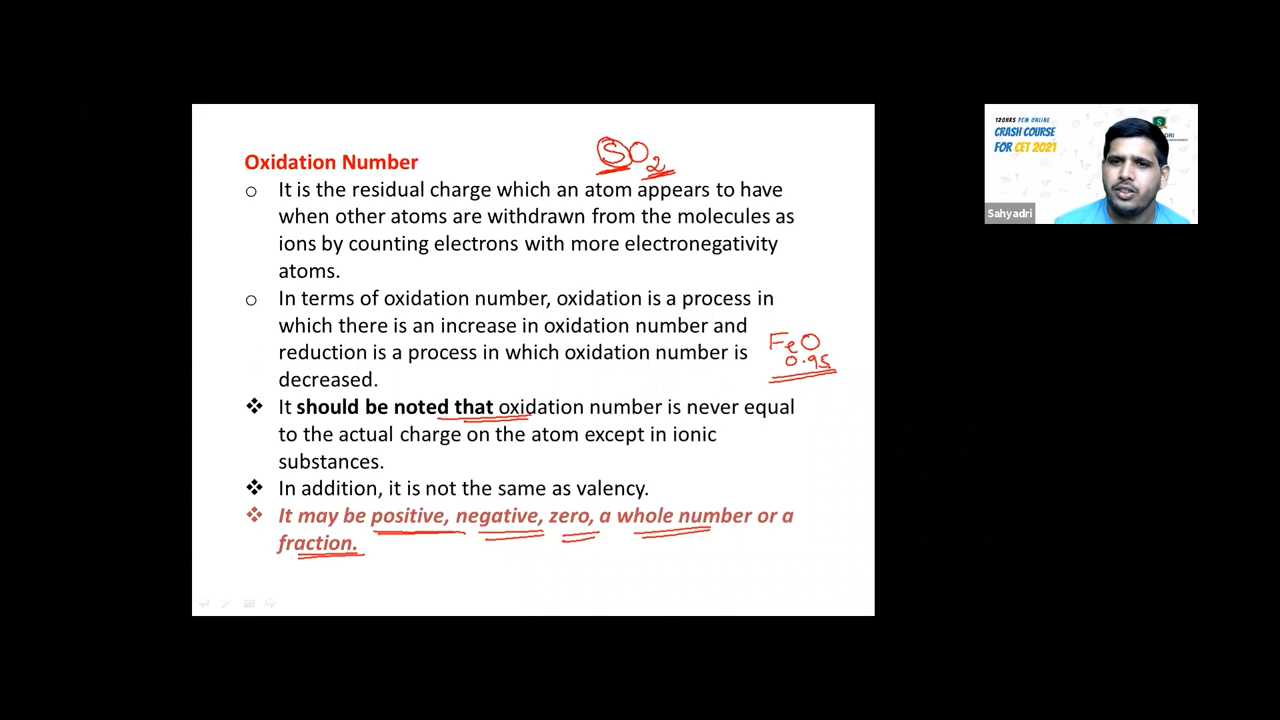 SO2
Oxidation Number
o It is the residual charge which an atom appears to have
when other atoms are withdrawn from the molecules as
ions by counting electrons with more electronegativity
atoms.
o In terms of oxidation number, oxidation is a process in
which there is an increase in oxidation number and
reduction is a process in which oxidation number is
decreased.
Fe0.95O
❖ It should be noted that oxidation number is never equal
to the actual charge on the atom except in ionic
substances.
❖ In addition, it is not the same as valency.
❖ It may be positive, negative, zero, a whole number or a
fraction.
120HRS PCM ONLINE
CRASH COURSE
FOR CET 2021
S
Sahyadri